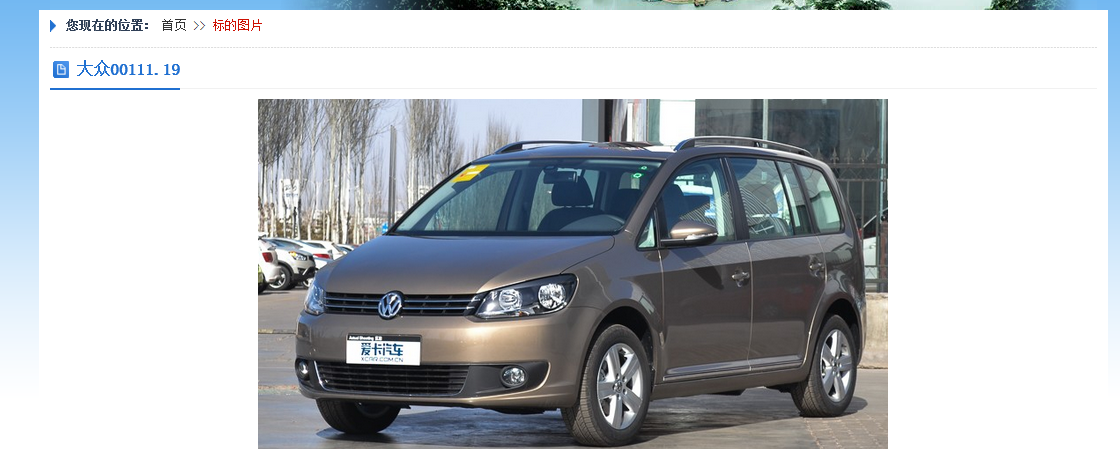 您现在的位置： 首页 >> 标的图片
大众00111.19
爱卡汽车
XCAR.COM.CN